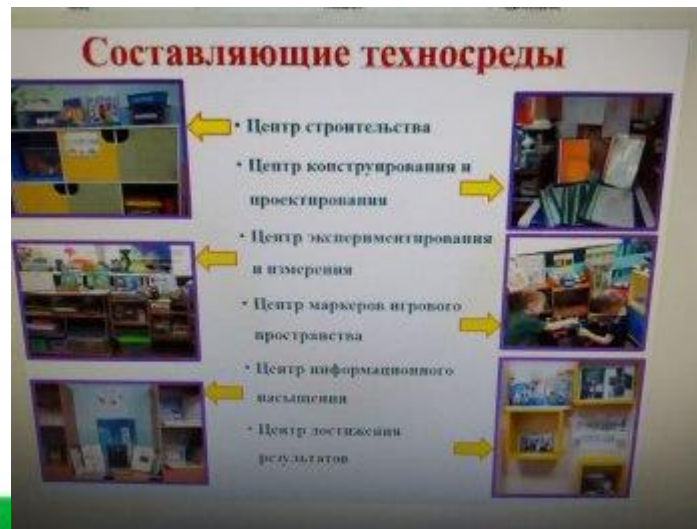 Составляющие техносреды
• Центр строительства
• Центр конструирования и
проектирования
• Центр экспериментирования
и измерения
• Центр маркеров игрового
пространства
• Центр информационного
насыщения
• Центр достижения
результатов